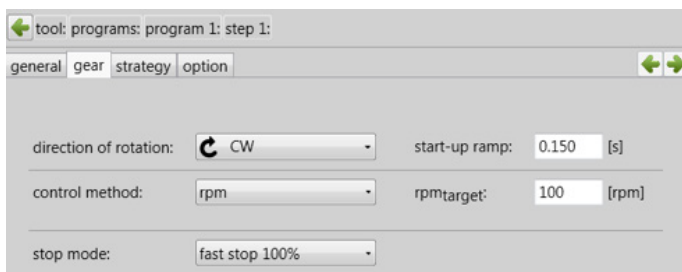 tool: programs: program 1: step 1:
general gear strategy option
direction of rotation: CW start-up ramp: 0.150 [s]
control method: rpm rpmtarget: 100 [rpm]
stop mode: fast stop 100%